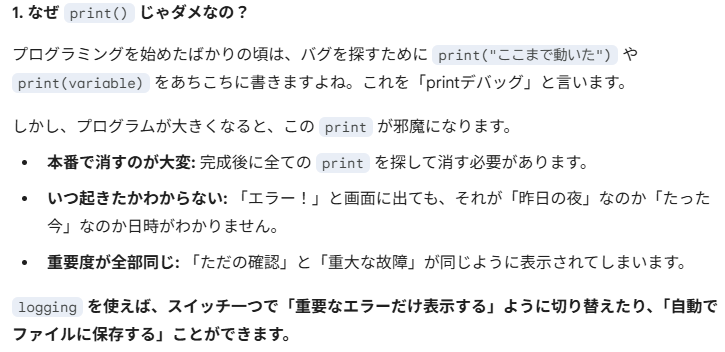 1. なぜ print() じゃダメなの？
プログラミングを始めたばかりの頃は、バグを探すために print("ここまで動いた") や
print(variable) をあちこちに書きますよね。これを「printデバッグ」と言います。
しかし、プログラムが大きくなると、この print が邪魔になります。
• 本番で消すのが大変: 完成後に全ての print を探して消す必要があります。
• いつ起きたかわからない: 「エラー！」と画面に出ても、それが「昨日の夜」なのか「たった
今」なのか日時がわかりません。
• 重要度が全部同じ: 「ただの確認」と「重大な故障」が同じように表示されてしまいます。
logging を使えば、スイッチ一つで「重要なエラーだけ表示する」ように切り替えたり、「自動で
ファイルに保存する」ことができます。